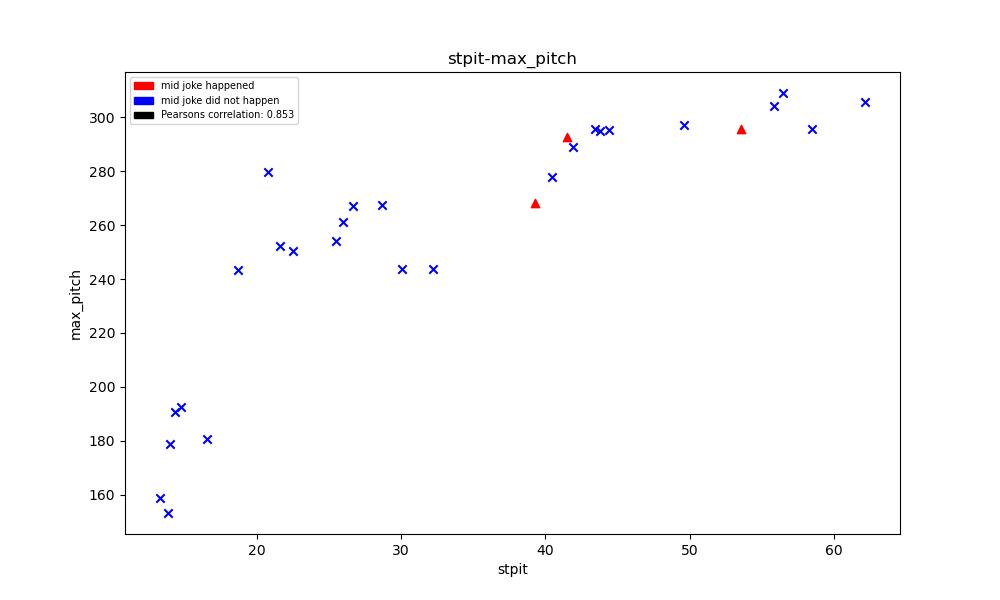 stpit-max_pitch
mid joke happened
mid joke did not happen
Pearsons correlation: 0.853
max_pitch
300
280
260
240
220
200
180
160
20 30 40 50 60
stpit